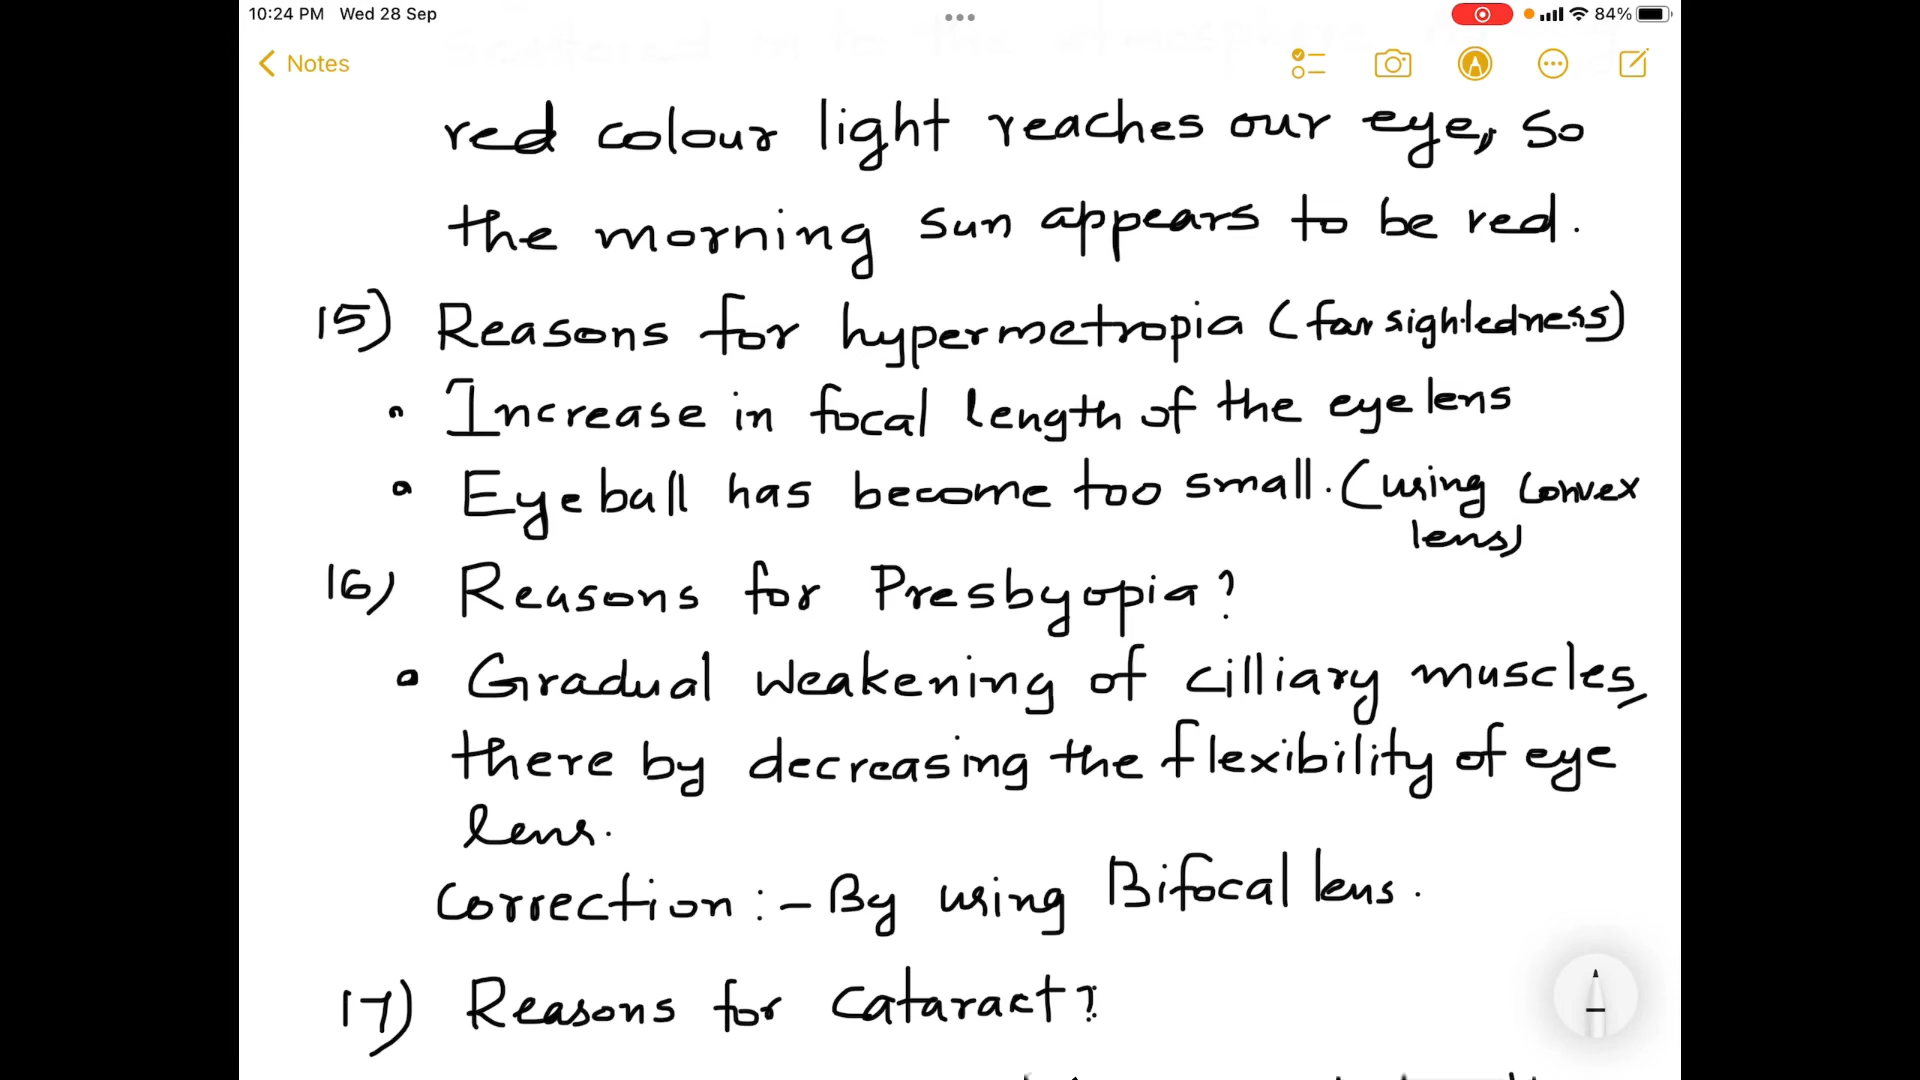 10:24 PM Wed 28 Sep
84%
Notes
red colour light reaches our eye, so
the morning sun appears to be red.
15) Reasons for hypermetropia (far sightedness)
• Increase in focal length of the eye lens
• Eyeball has become too small. (using convex
lens)
16) Reasons for Presbyopia?
• Gradual weakening of cilliary muscles,
there by decreasing the flexibility of eye
lens.
Correction :- By using Bifocal lens.
17) Reasons for Cataract?